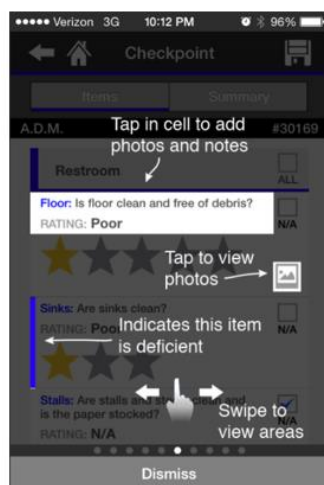 Verizon 3G 10:12 PM 96%
Checkpoint
Items Summary
A.D.M. #30169
Tap in cell to add
photos and notes
Restroom
ALL
Floor: Is floor clean and free of debris?
RATING: Poor
N/A
Tap to view
photos
Sinks: Are sinks clean?
RATING: Poor
N/A
Indicates this item
is deficient
Stalls: Are stalls and clean and
is the paper stocked?
N/A
RATING: N/A
Swipe to
view areas
Dismiss